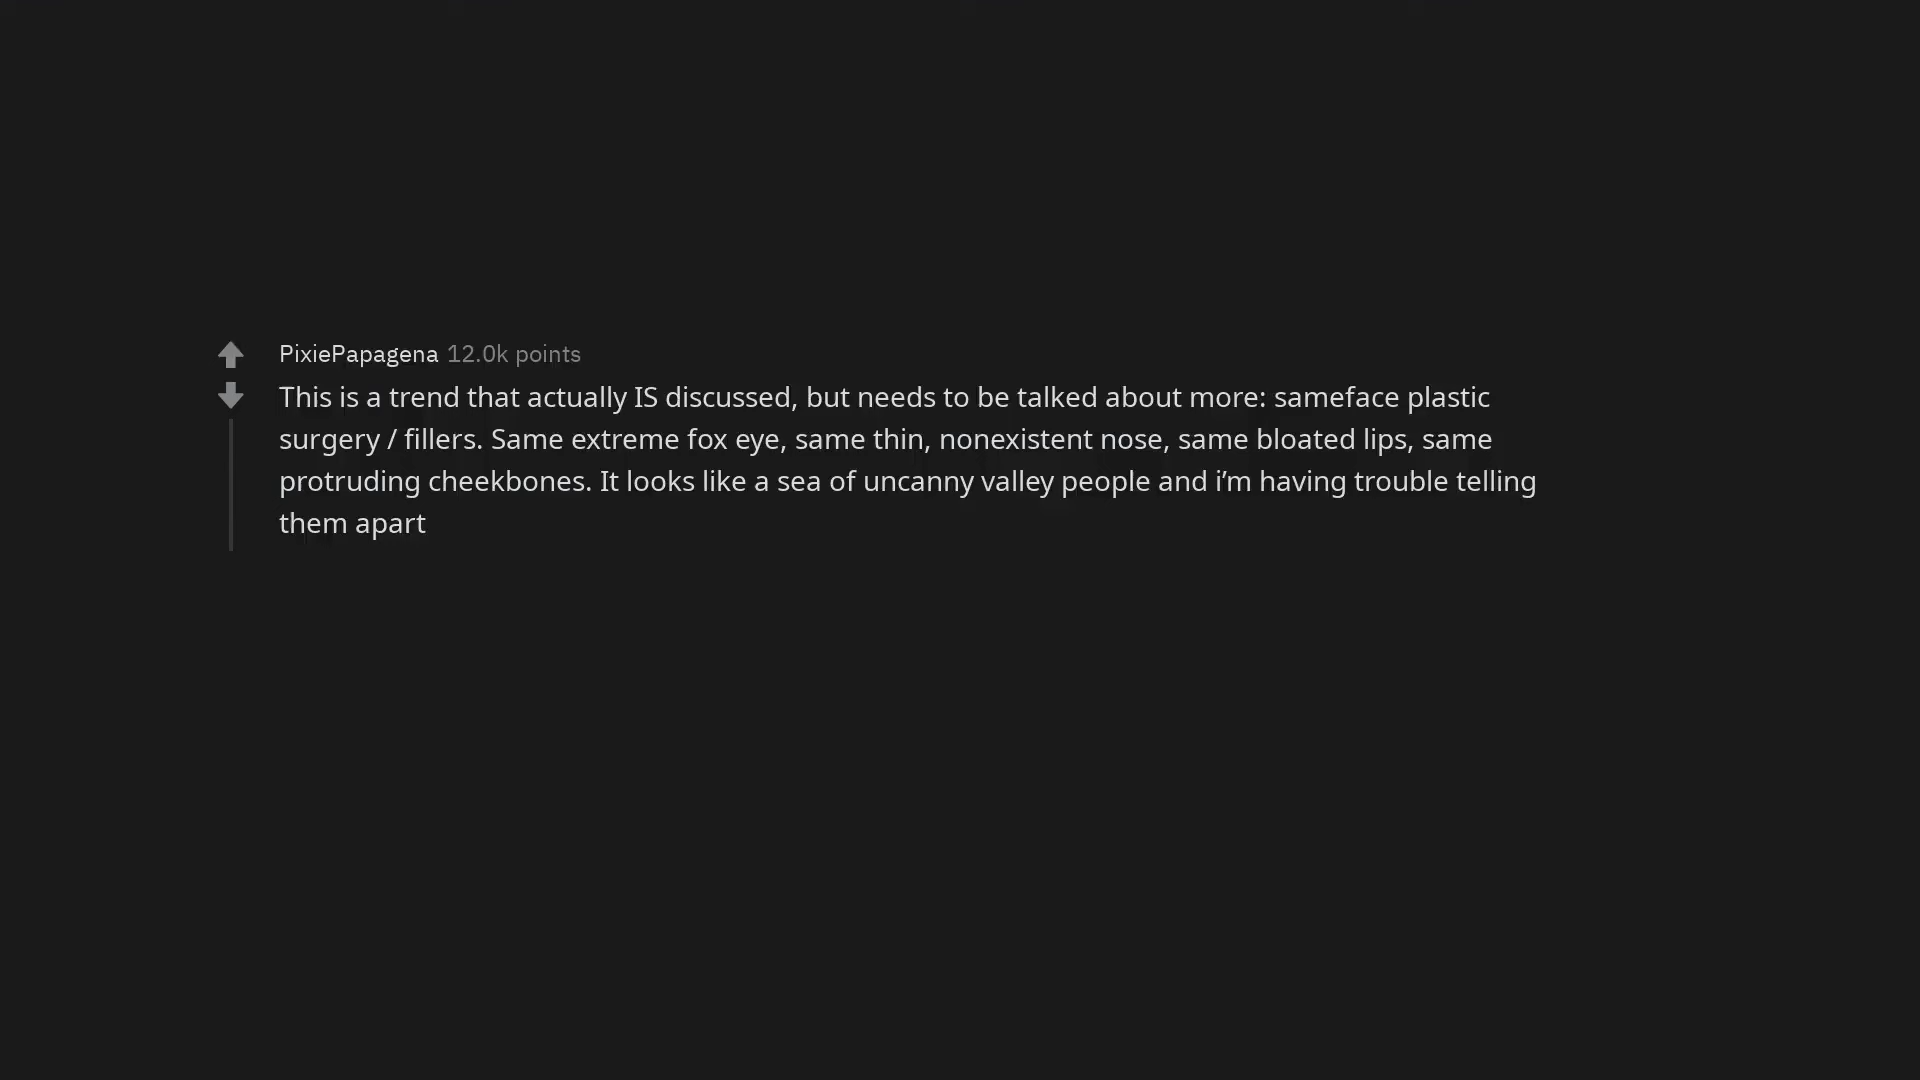 PixiePapagena 12.0k points
This is a trend that actually IS discussed, but needs to be talked about more: sameface plastic
surgery / fillers. Same extreme fox eye, same thin, nonexistent nose, same bloated lips, same
protruding cheekbones. It looks like a sea of uncanny valley people and i’m having trouble telling
them apart